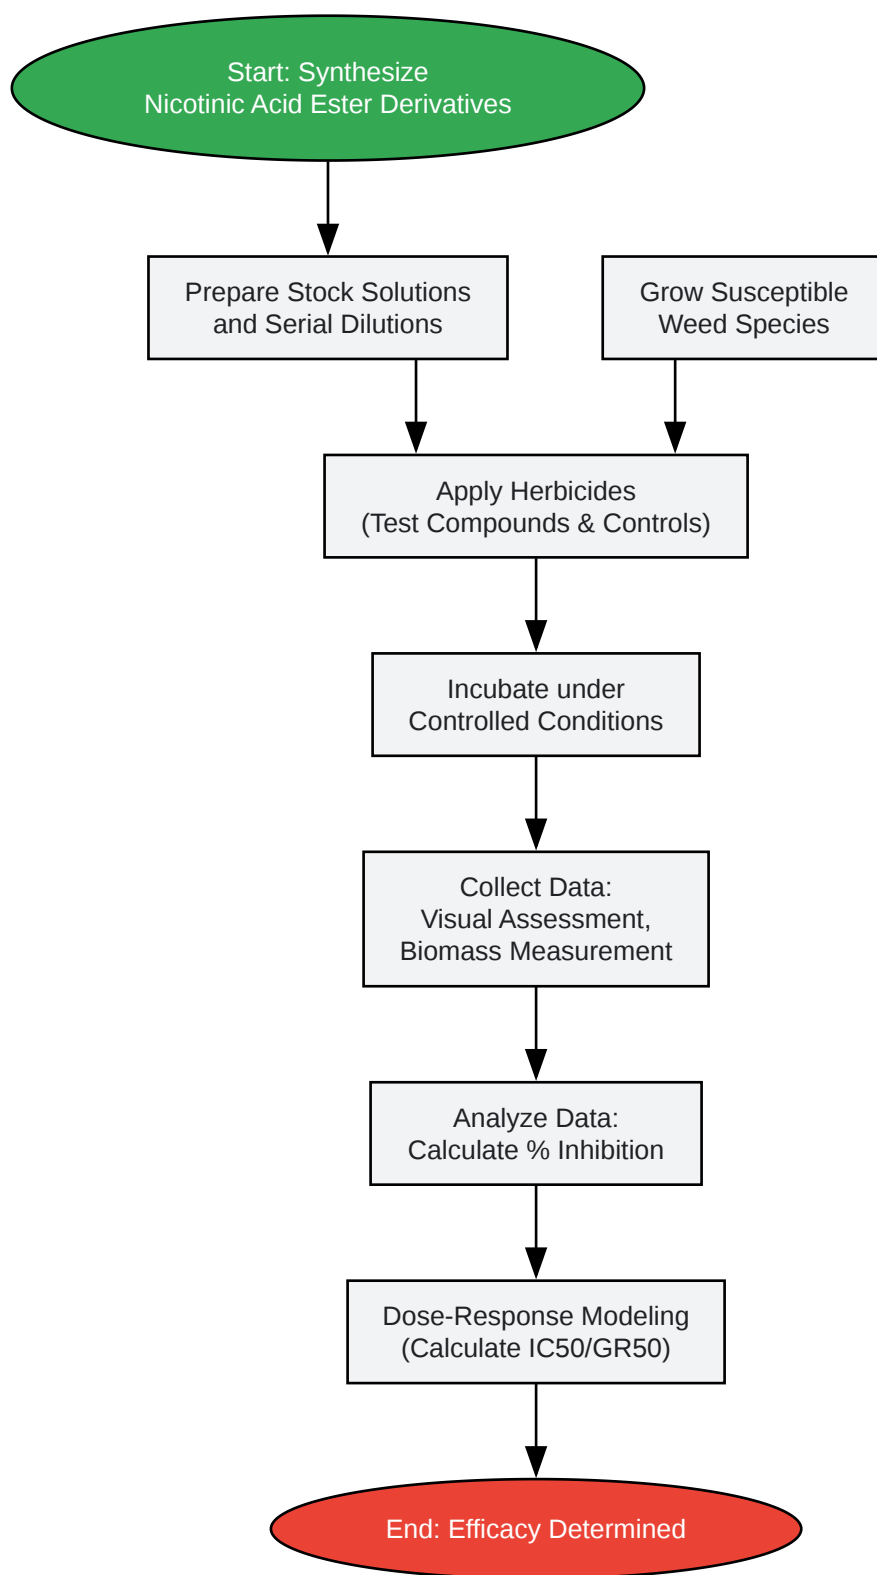 Start: Synthesize
Nicotinic Acid Ester Derivatives
Prepare Stock Solutions
and Serial Dilutions
Grow Susceptible
Weed Species
Apply Herbicides
(Test Compounds & Controls)
Incubate under
Controlled Conditions
Collect Data:
Visual Assessment,
Biomass Measurement
Analyze Data:
Calculate % Inhibition
Dose-Response Modeling
(Calculate IC50/GR50)
End: Efficacy Determined